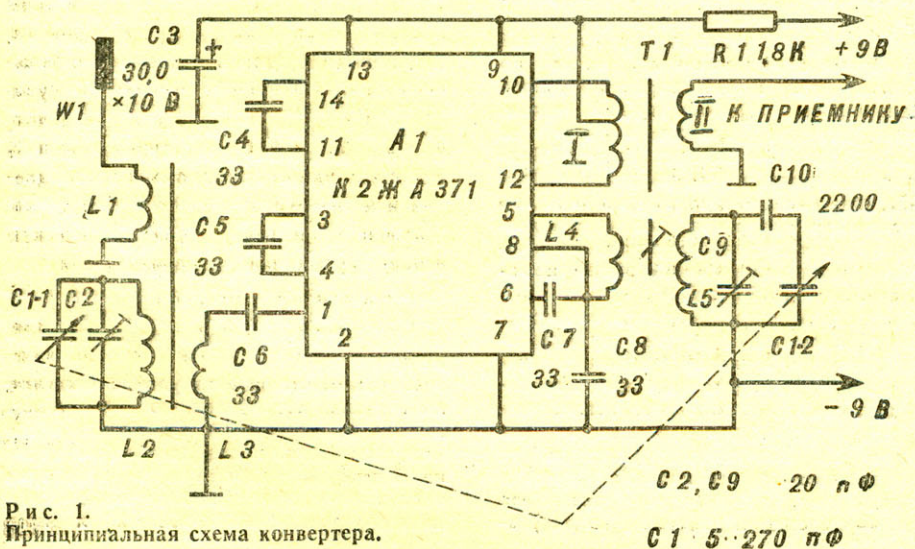 C3
30,0
×10 В
W1
13
9
T1
R1 1,8К
+9В
14
10
II
К ПРИЕМНИКУ
C4
33
11
А1
I
К2ЖА371
12
C10
2200
L1
C5
33
3
5
L4
C9
8
4
L5
C1-1
C2
1
6
C6
33
2
7
C7
33
C8
33
C1-2
-9В
L2
L3
C2, C9 20 пФ
C1 5··270 пФ
Рис. 1.
Принципиальная схема конвертера.